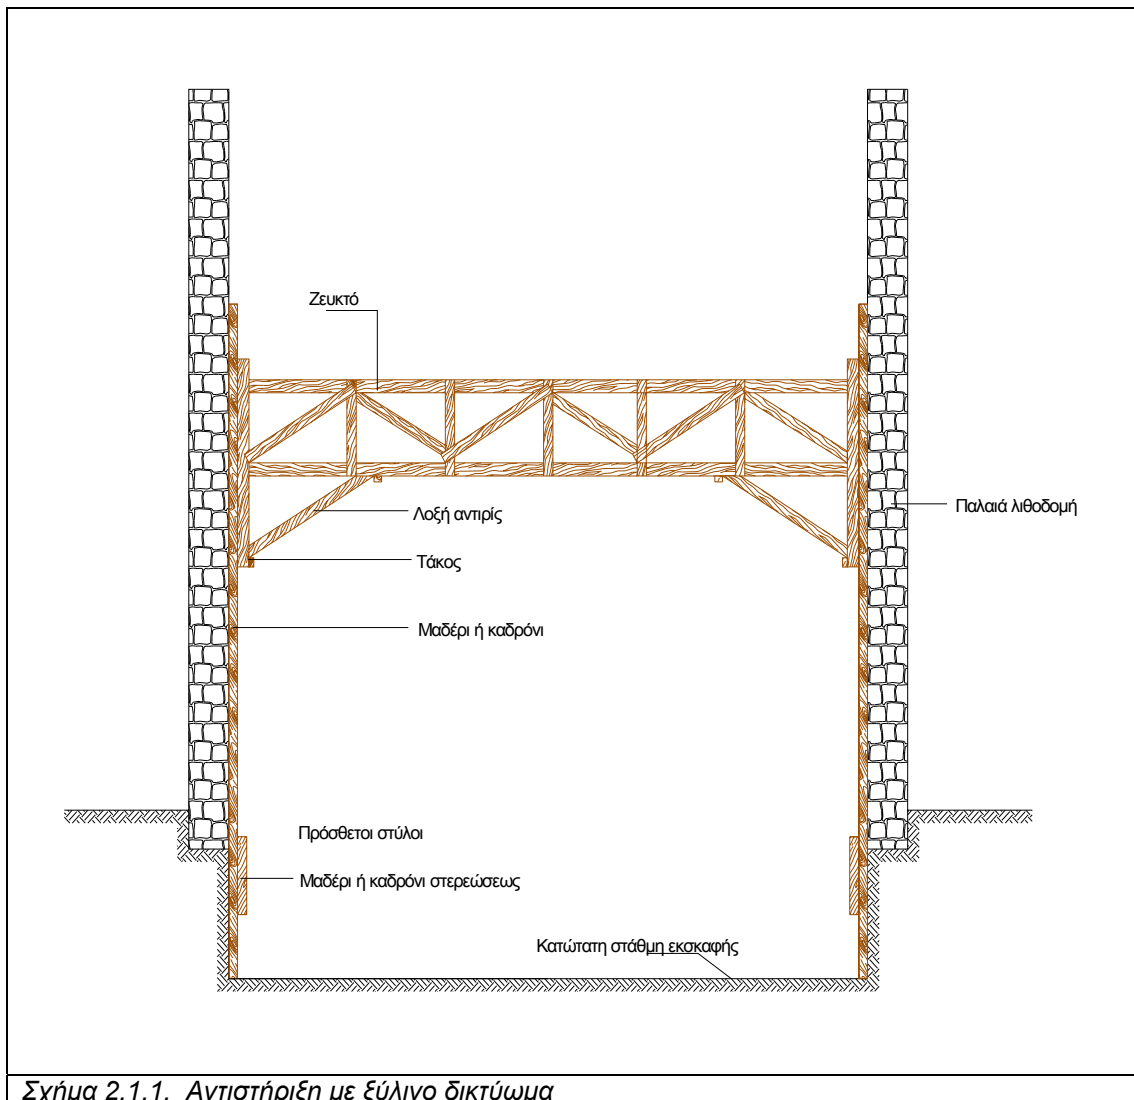 Ζευκτό
Λοξή αντιρίς
Παλαιά λιθοδομή
Τάκος
Μαδέρι ή καδρόνι
Πρόσθετοι στύλοι
Μαδέρι ή καδρόνι στερεώσεως
Κατώτατη στάθμη εκσκαφής
Σχήμα 2.1.1. Αντιστήριξη με ξύλινο δικτύωμα